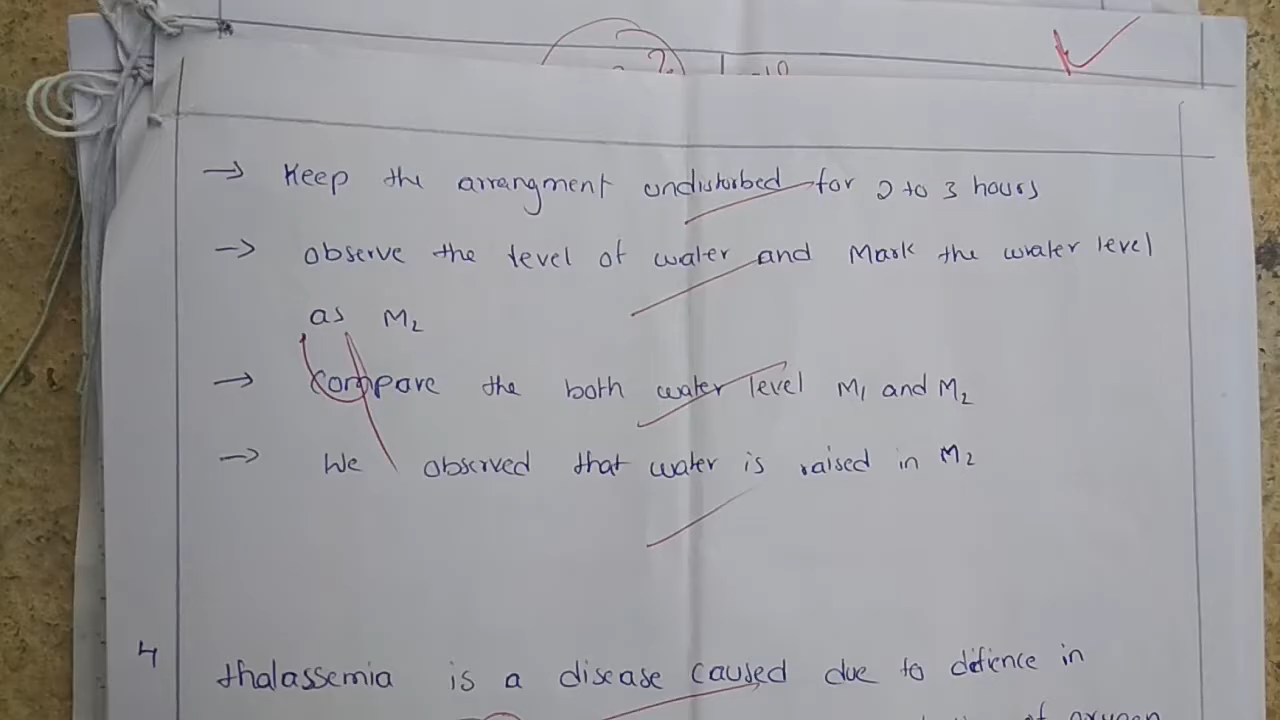 → Keep the arrangment undisturbed for 2 to 3 hours
→ observe the level of water and Mark the water level
as M₂
→ compare the both water level M₁ and M₂
→ We observed that water is raised in M₂
4 thalassemia is a disease caused due to defience in
of oxygen